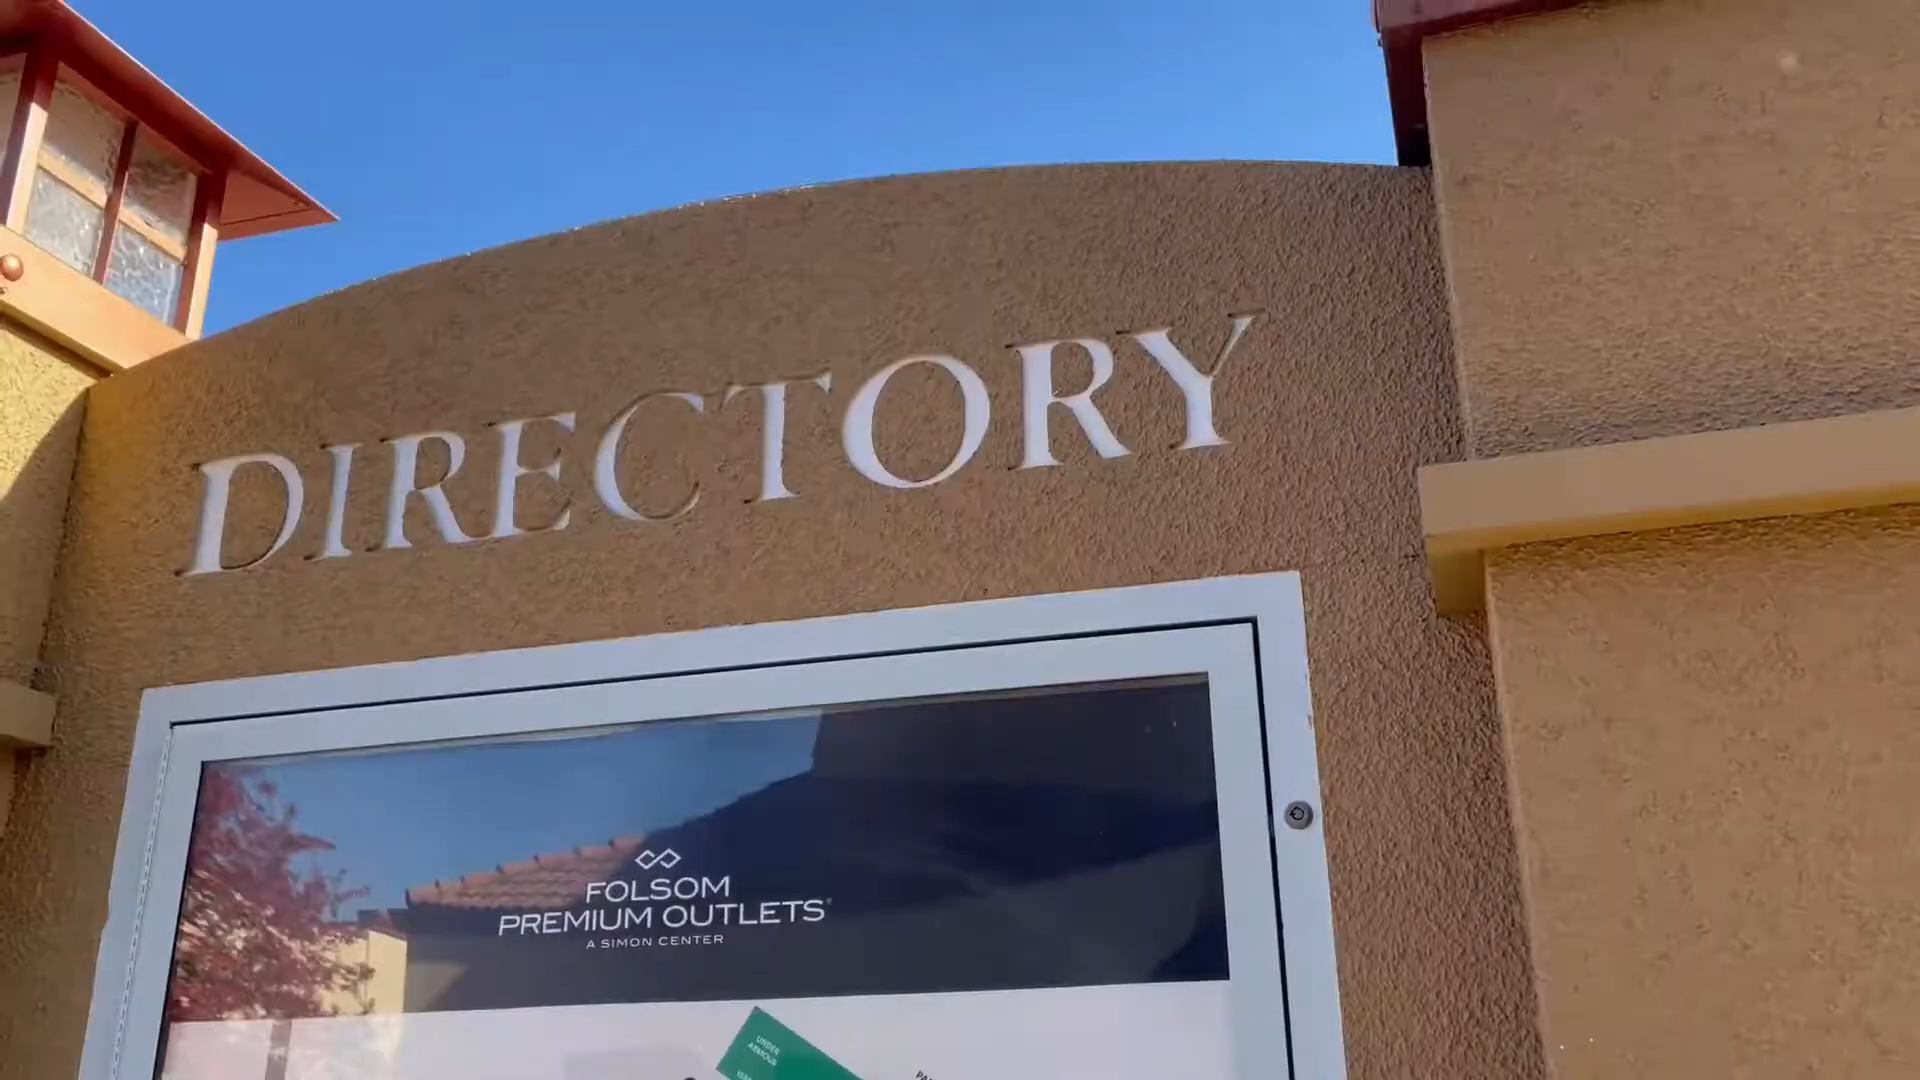 DIRECTORY
FOLSOM
PREMIUM OUTLETS®
A SIMON CENTER
UNDER
ARMOUR